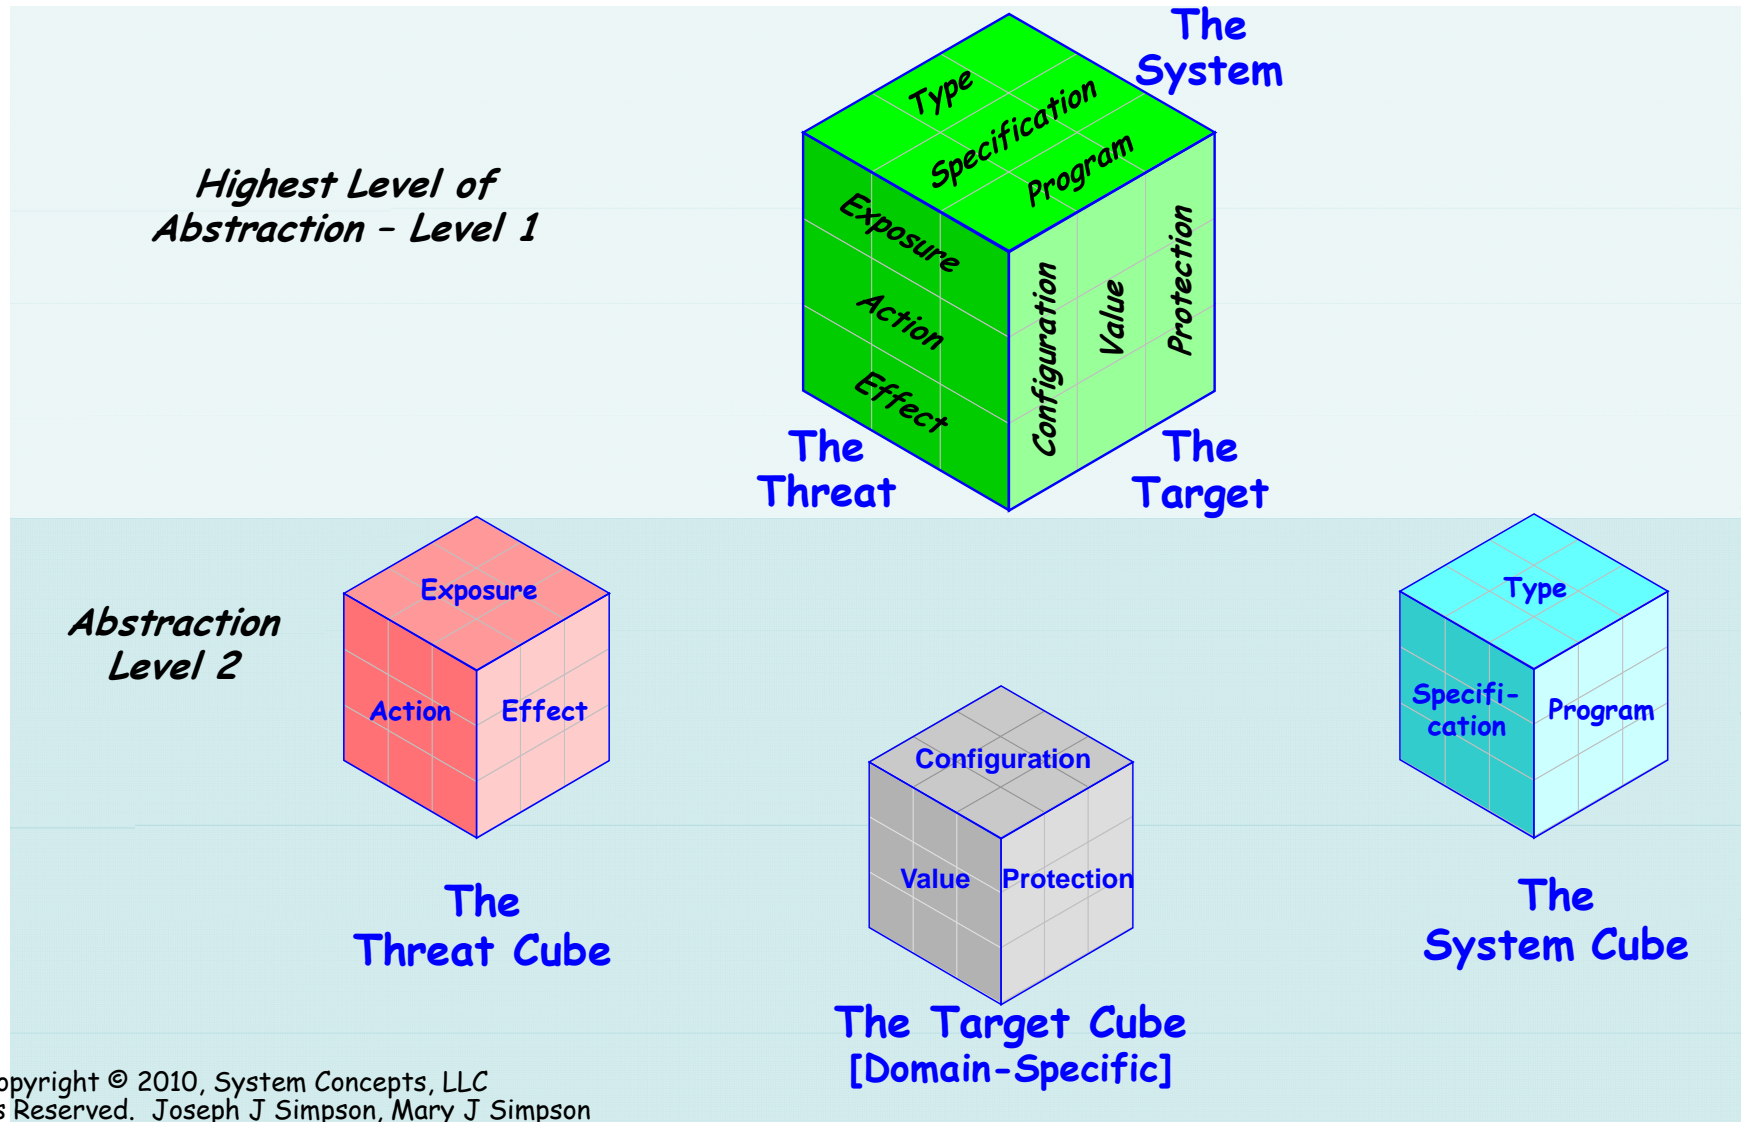 The
System
Type
Specification
Program
Highest Level of
Abstraction – Level 1
Exposure
Action
Effect
Configuration
Value
Protection
The
Threat
The
Target
Abstraction
Level 2
Exposure
Action
Effect
Configuration
Value
Protection
Type
Specifi-
cation
Program
The
Threat Cube
The Target Cube
[Domain-Specific]
The
System Cube
opyright © 2010, System Concepts, LLC
s Reserved. Joseph J Simpson, Mary J Simpson